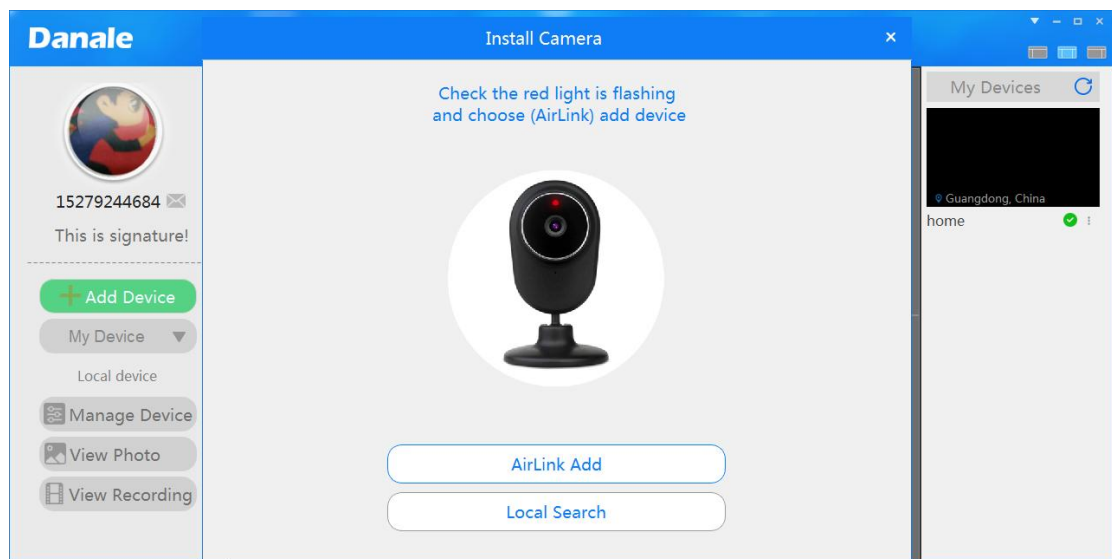 Danale
Install Camera
Check the red light is flashing
and choose (AirLink) add device
15279244684
This is signature!
Add Device
My Device
Local device
Manage Device
View Photo
View Recording
AirLink Add
Local Search
My Devices
Guangdong, China
home